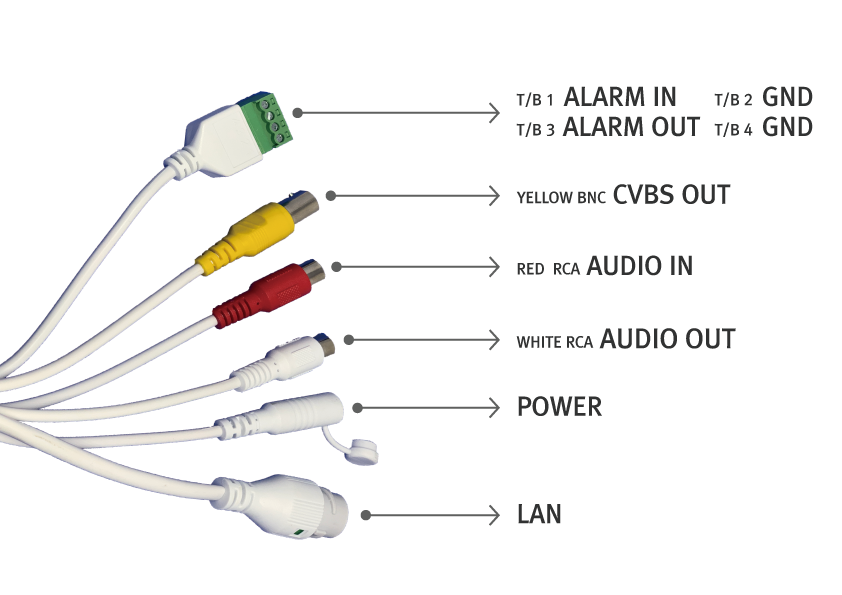 T/B 1 ALARM IN T/B 2 GND
T/B 3 ALARM OUT T/B 4 GND
YELLOW BNC CVBS OUT
RED RCA AUDIO IN
WHITE RCA AUDIO OUT
POWER
LAN